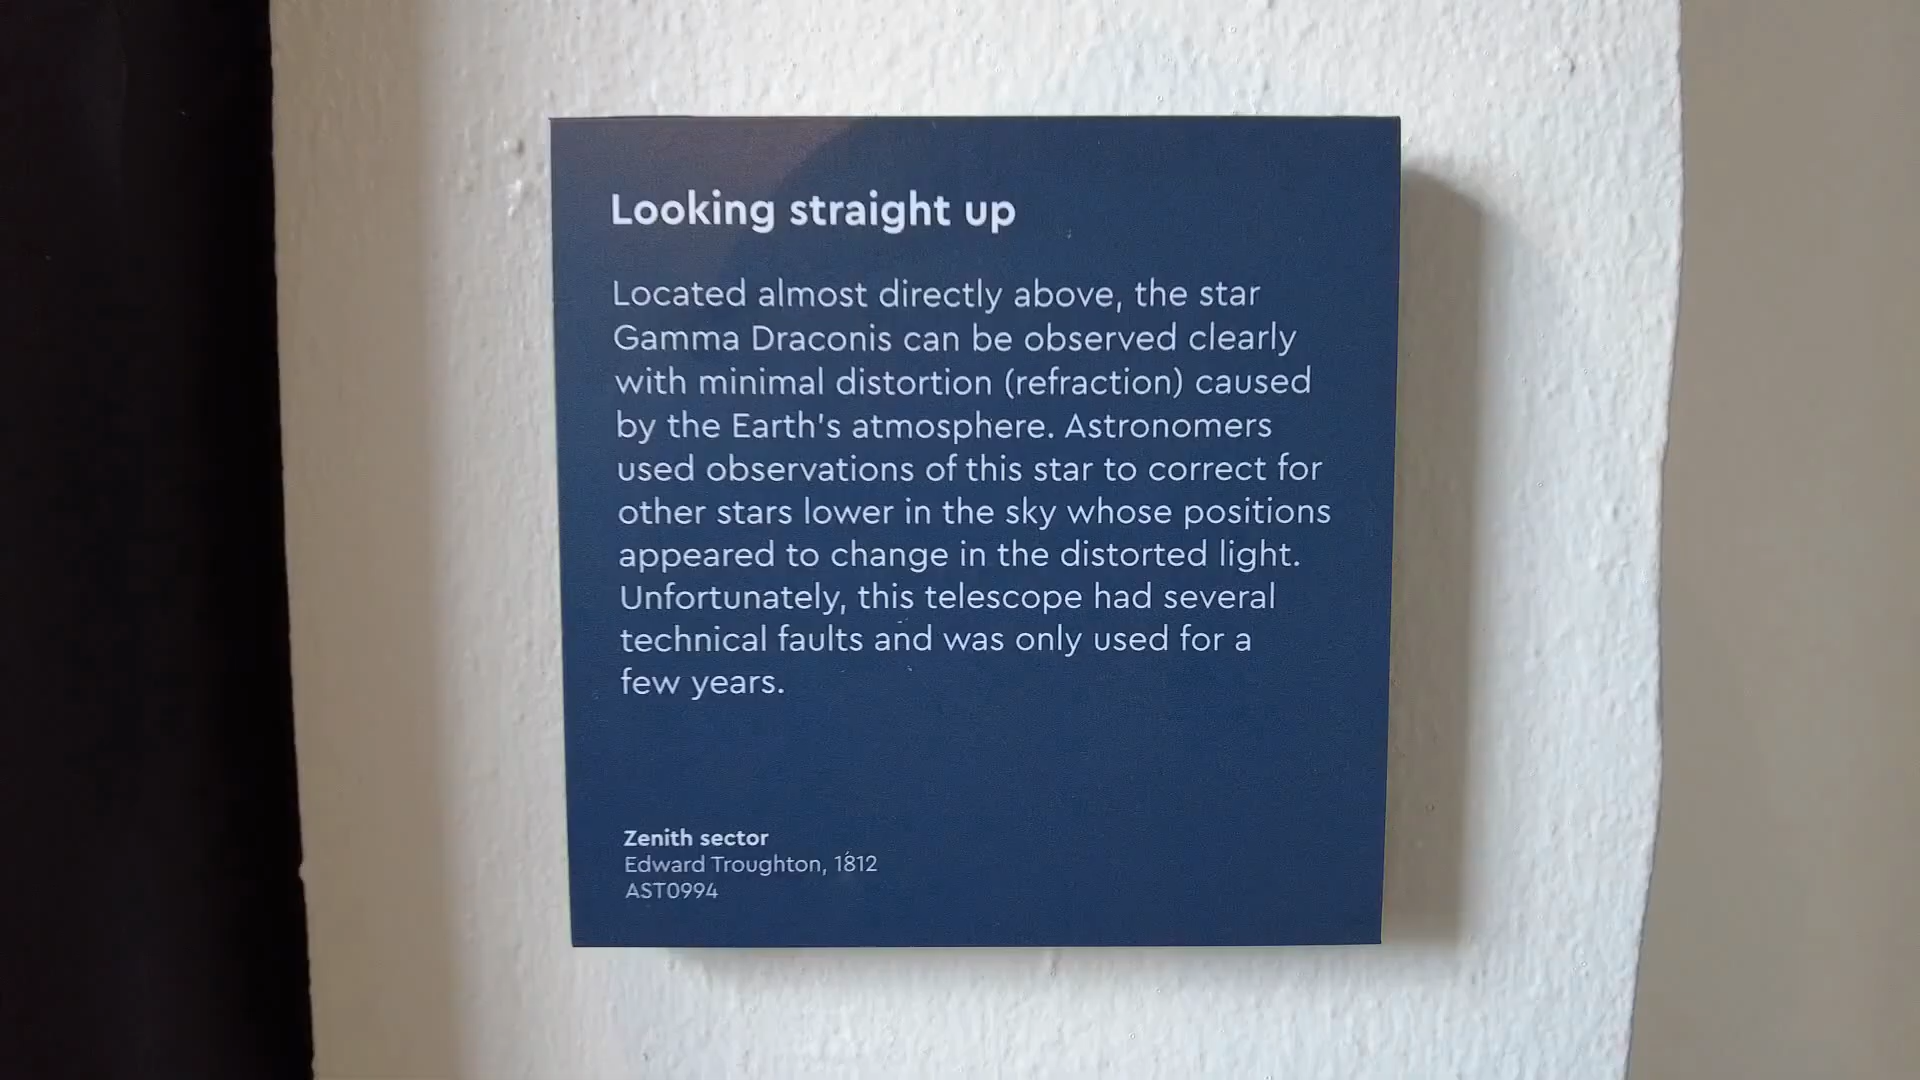 Looking straight up
Located almost directly above, the star
Gamma Draconis can be observed clearly
with minimal distortion (refraction) caused
by the Earth's atmosphere. Astronomers
used observations of this star to correct for
other stars lower in the sky whose positions
appeared to change in the distorted light.
Unfortunately, this telescope had several
technical faults and was only used for a
few years.
Zenith sector
Edward Troughton, 1812
AST0994